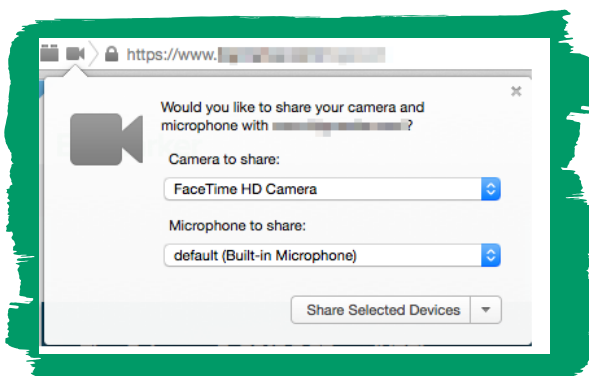 https://www.
Would you like to share your camera and
microphone with ?
Camera to share:
FaceTime HD Camera
Microphone to share:
default (Built-in Microphone)
Share Selected Devices